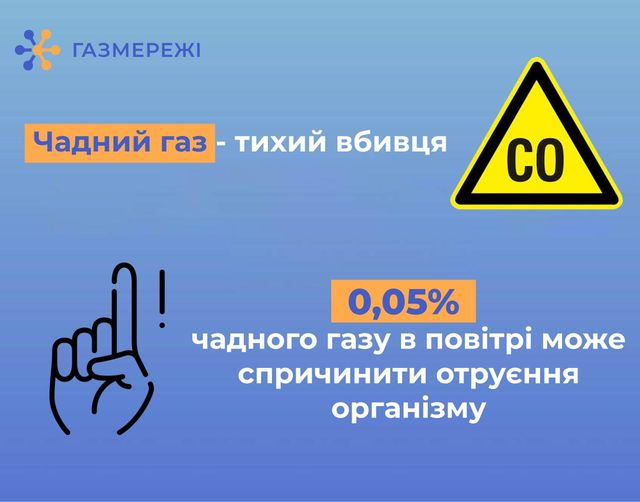 ГАЗМЕРЕЖІ
Чадний газ - тихий вбивця
CO
0,05%
чадного газу в повітрі може
спричинити отруєння
організму